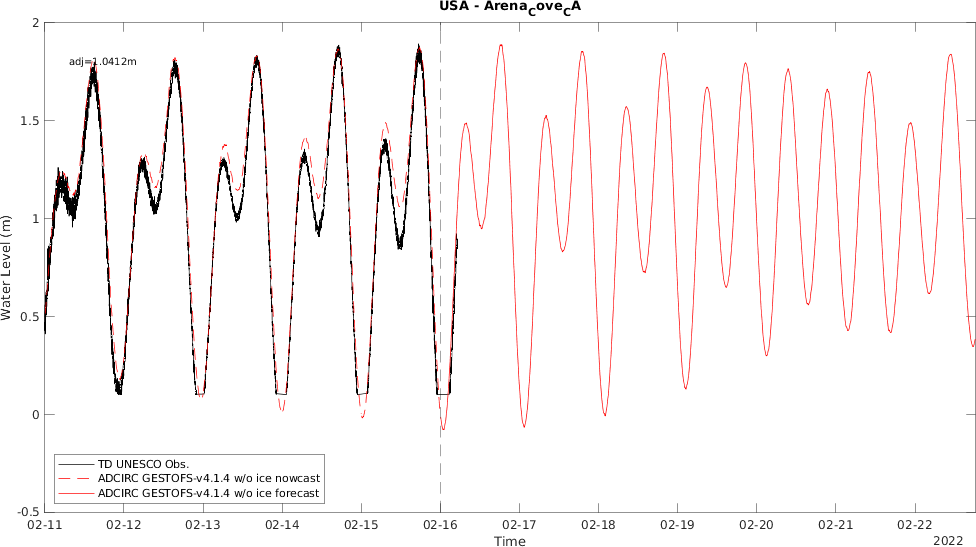 USA - ArenaCoveCA
adj=1.0412m
2
1.5
1
0.5
0
-0.5
Water Level (m)
TD UNESCO Obs.
ADCIRC GESTOFS-v4.1.4 w/o ice nowcast
ADCIRC GESTOFS-v4.1.4 w/o ice forecast
02-11 02-12 02-13 02-14 02-15 02-16 02-17 02-18 02-19 02-20 02-21 02-22
Time
2022